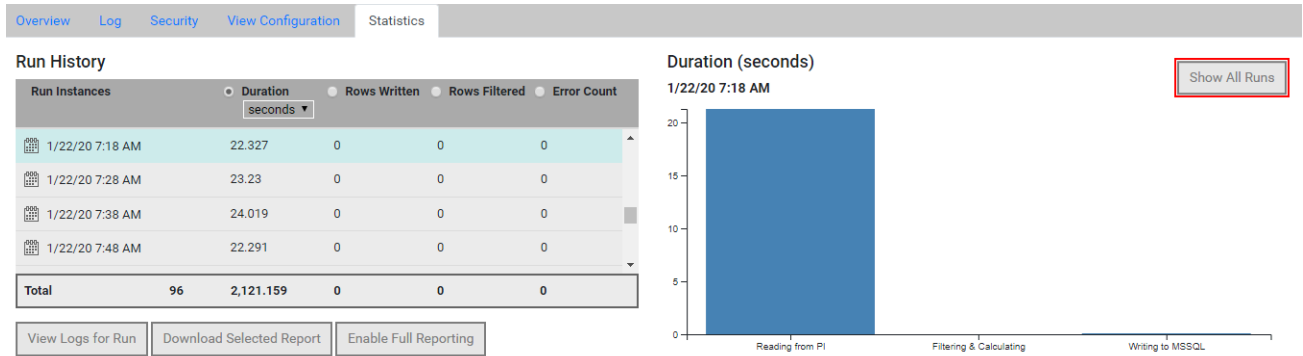 Overview Log Security View Configuration Statistics
Run History
Run Instances Duration Rows Written Rows Filtered Error Count
seconds
1/22/20 7:18 AM 22.327 0 0 0
1/22/20 7:28 AM 23.23 0 0 0
1/22/20 7:38 AM 24.019 0 0 0
1/22/20 7:48 AM 22.291 0 0 0
Total 96 2,121.159 0 0 0
View Logs for Run Download Selected Report Enable Full Reporting
Duration (seconds)
1/22/20 7:18 AM
Show All Runs
20
15
10
5
0
Reading from PI Filtering & Calculating Writing to MSSQL